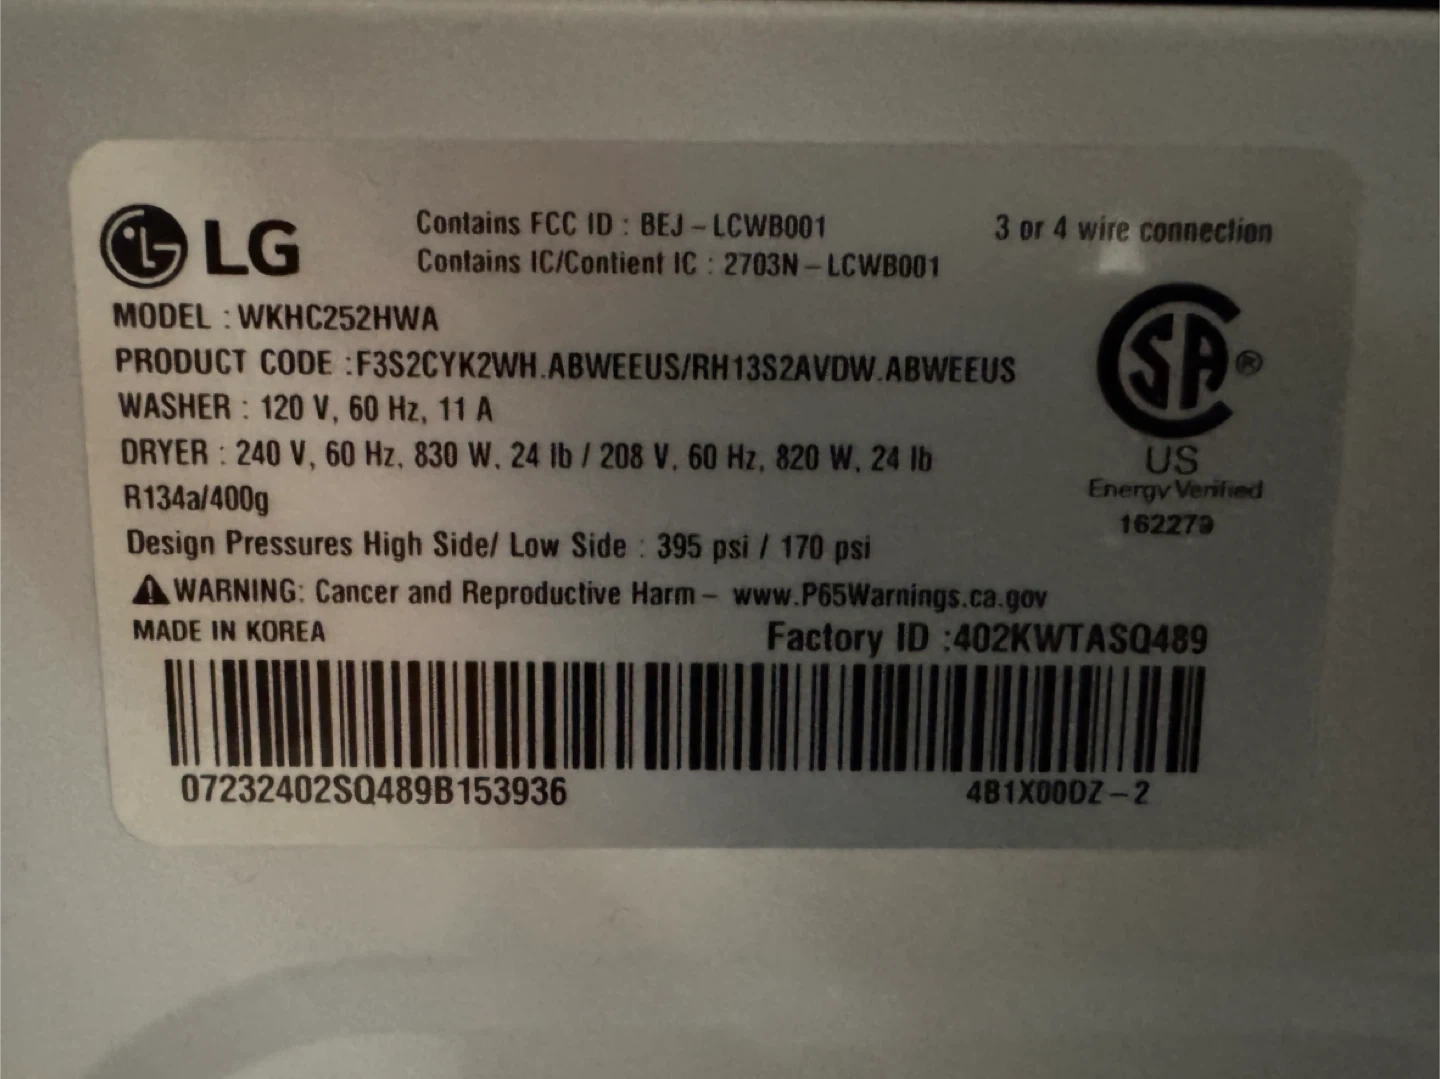 LG
Contains FCC ID : BEJ – LCWB001
Contains IC/Contient IC : 2703N – LCWB001
3 or 4 wire connection
MODEL : WKHC252HWA
PRODUCT CODE :F3S2CYK2WH.ABWEEUS/RH13S2AVDW.ABWEEUS
WASHER : 120 V, 60 Hz, 11 A
DRYER : 240 V, 60 Hz, 830 W, 24 lb / 208 V, 60 Hz, 820 W, 24 lb
R134a/400g
Design Pressures High Side/ Low Side : 395 psi / 170 psi
SA ®
US
Energy Verified
162279
WARNING: Cancer and Reproductive Harm – www.P65Warnings.ca.gov
MADE IN KOREA
Factory ID :402KWTASQ489
07232402SQ489B153936
4B1X00DZ – 2